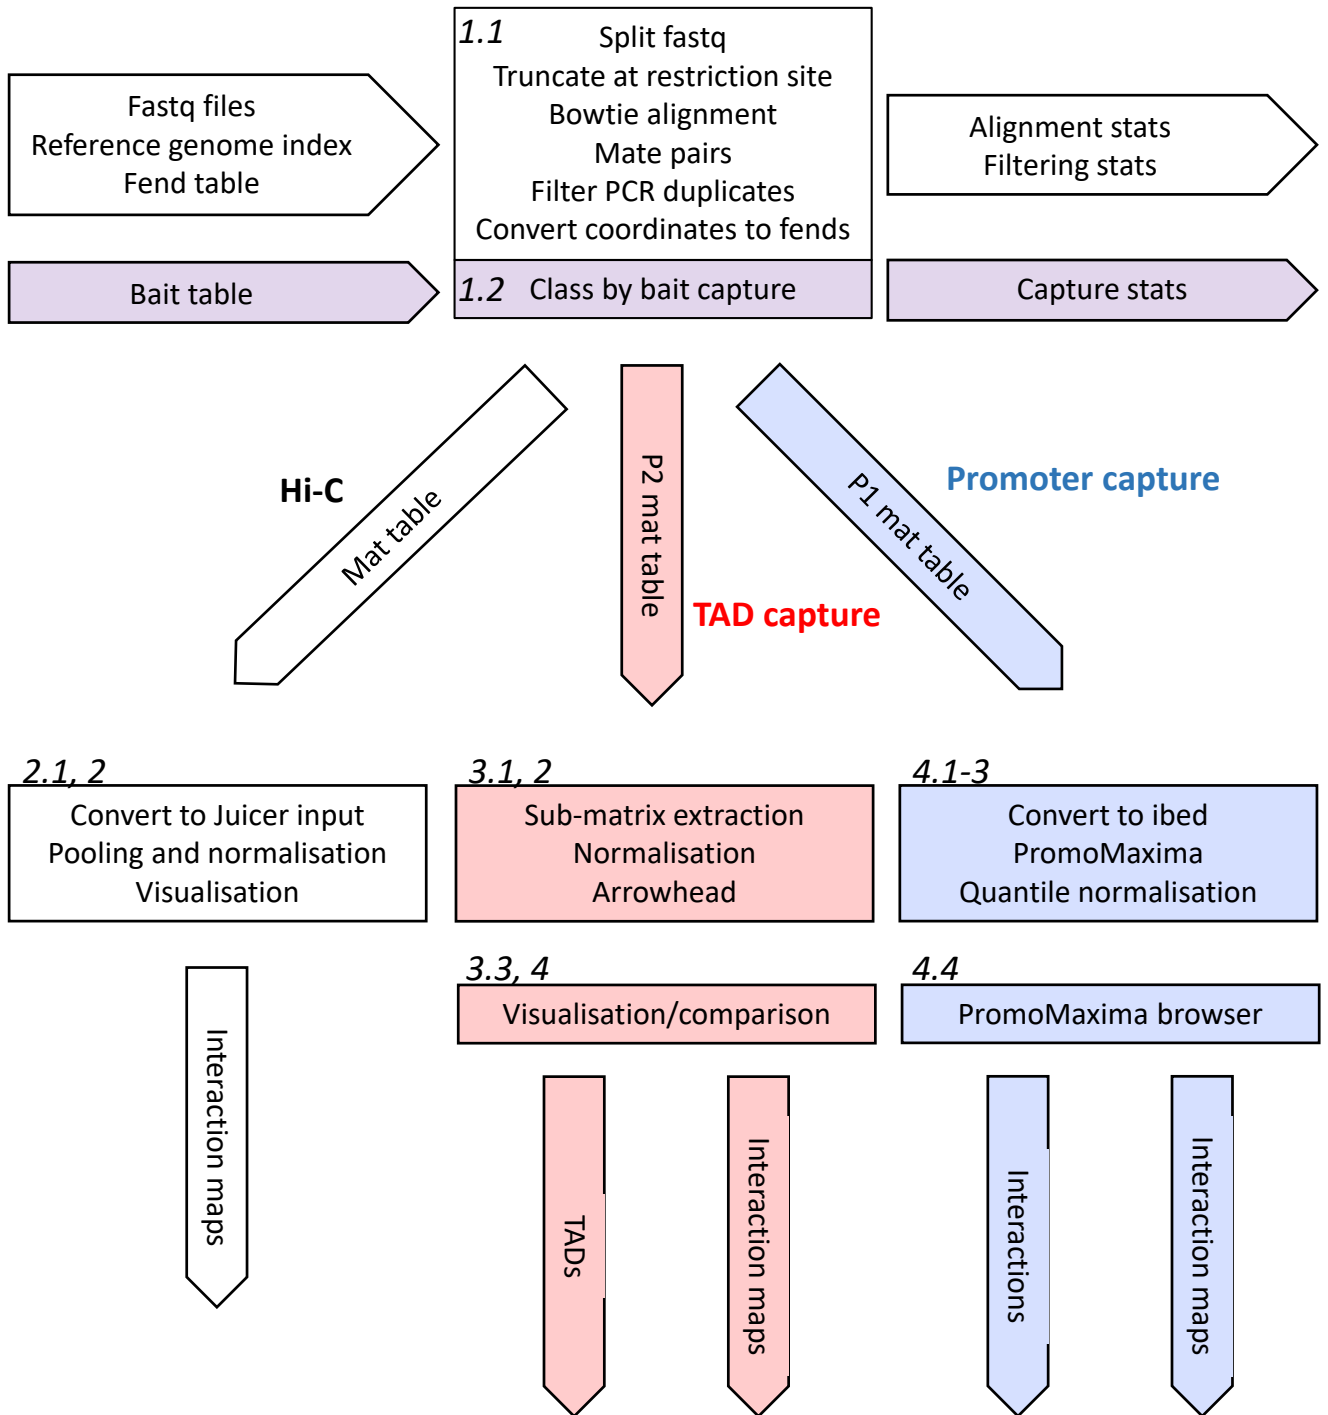 1.1
Split fastq
Truncate at restriction site
Bowtie alignment
Mate pairs
Filter PCR duplicates
Convert coordinates to fends
Fastq files
Reference genome index
Fend table
Alignment stats
Filtering stats
Bait table
1.2 Class by bait capture
Capture stats
Hi-C
Mat table
P2 mat table
TAD capture
P1 mat table
Promoter capture
2.1, 2
Convert to Juicer input
Pooling and normalisation
Visualisation
3.1, 2
Sub-matrix extraction
Normalisation
Arrowhead
4.1-3
Convert to ibed
PromoMaxima
Quantile normalisation
3.3, 4
Visualisation/comparison
4.4
PromoMaxima browser
Interaction maps
TADs
Interaction maps
Interactions
Interaction maps